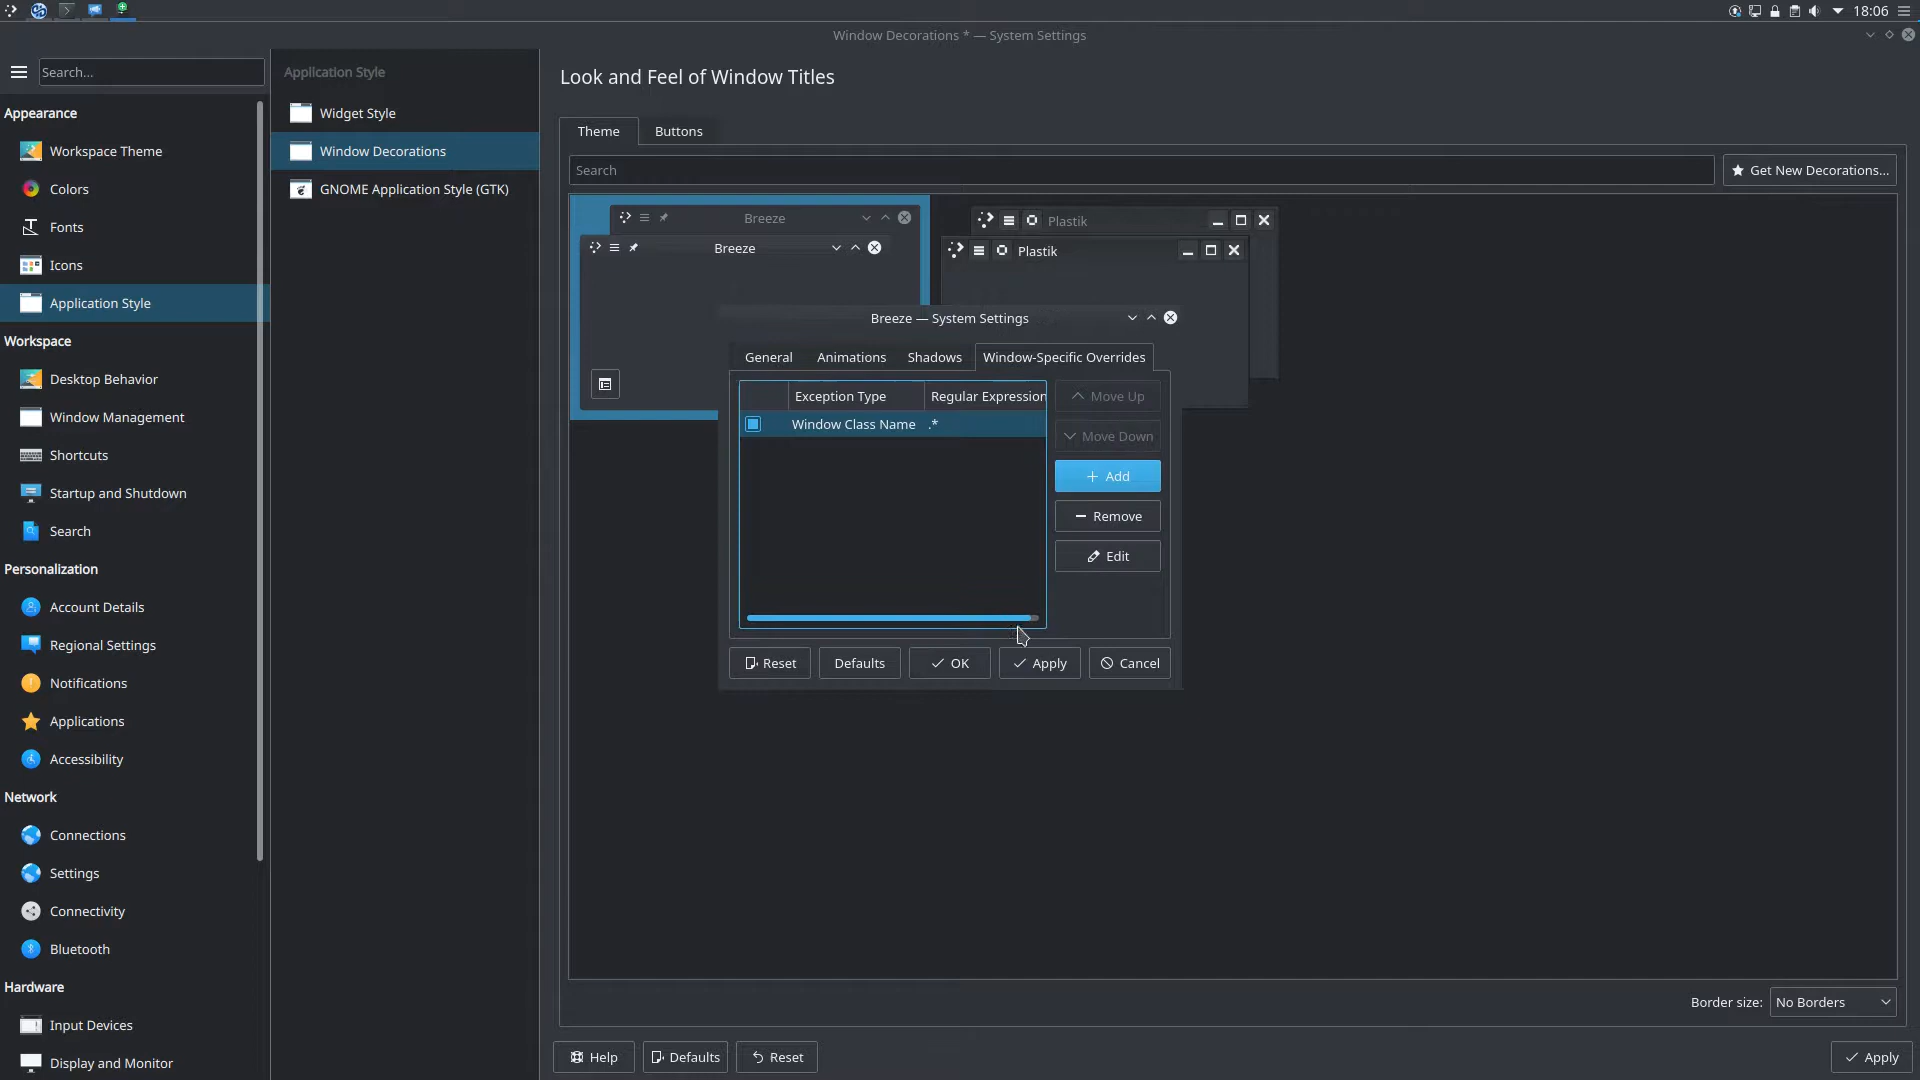 18:06
Window Decorations * — System Settings
Search...
Appearance
Workspace Theme
Colors
Fonts
Icons
Application Style
Workspace
Desktop Behavior
Window Management
Shortcuts
Startup and Shutdown
Search
Personalization
Account Details
Regional Settings
Notifications
Applications
Accessibility
Network
Connections
Settings
Connectivity
Bluetooth
Hardware
Input Devices
Display and Monitor
Application Style
Widget Style
Window Decorations
GNOME Application Style (GTK)
Look and Feel of Window Titles
Theme Buttons
Search
Get New Decorations...
Breeze
Breeze
Plastik
Plastik
Breeze — System Settings
General Animations Shadows Window-Specific Overrides
Exception Type Regular Expression
Window Class Name .*
Move Up
Move Down
Add
Remove
Edit
Reset Defaults OK Apply Cancel
Border size: No Borders
Help Defaults Reset Apply